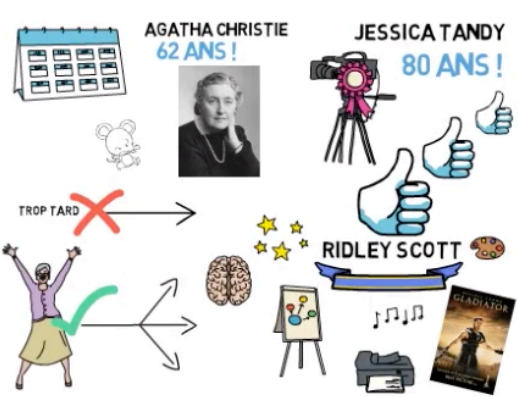 AGATHA CHRISTIE
62 ANS !
JESSICA TANDY
80 ANS !
TROP TARD
RIDLEY SCOTT
GLADIATOR